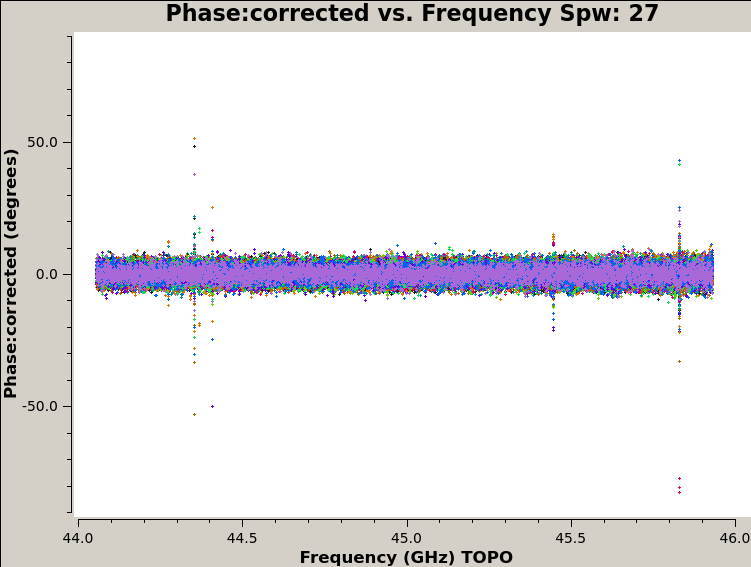 Phase:corrected vs. Frequency Spw: 27
Phase:corrected (degrees)
50.0
0.0
-50.0
44.0 44.5 45.0 45.5 46.0
Frequency (GHz) TOPO